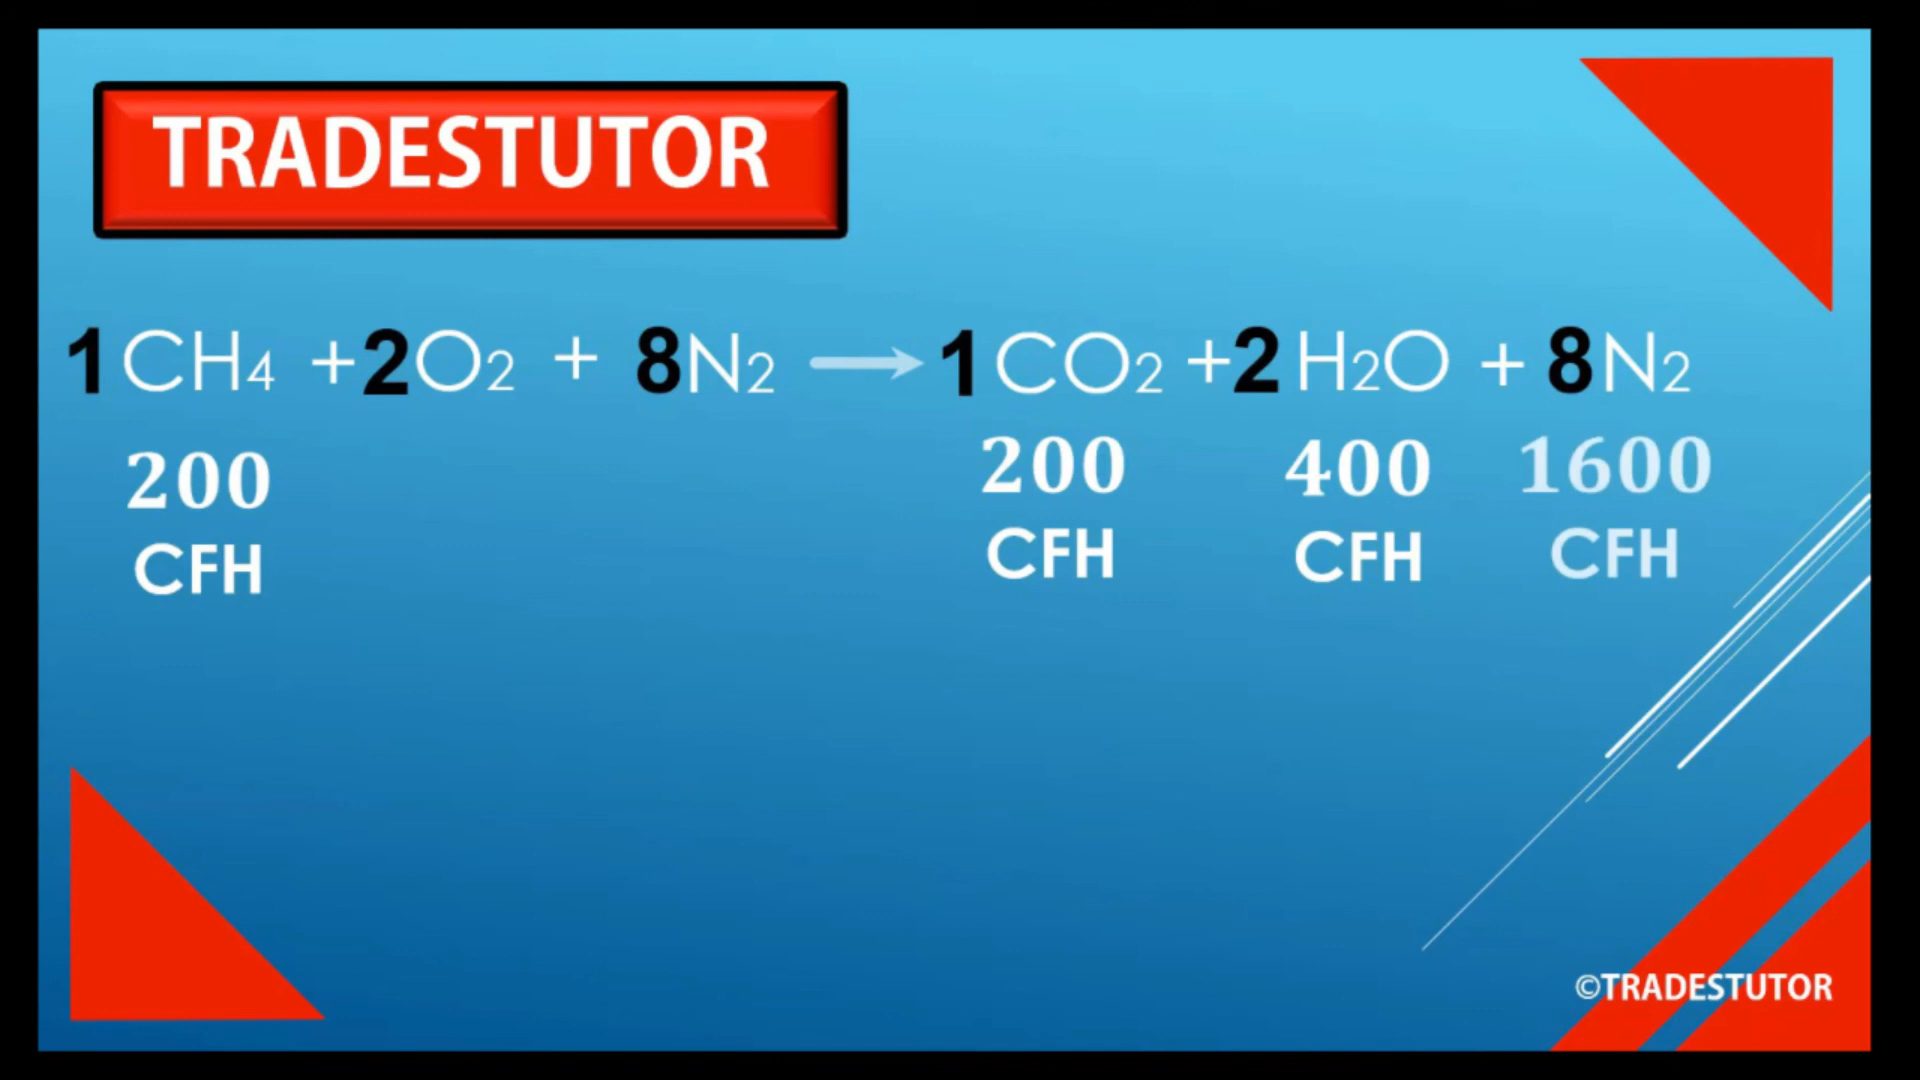 TRADESTUTOR
1CH4 +2O2 + 8N2 → 1CO2 +2H2O + 8N2
200 200 400 1600
CFH CFH CFH CFH
©TRADESTUTOR